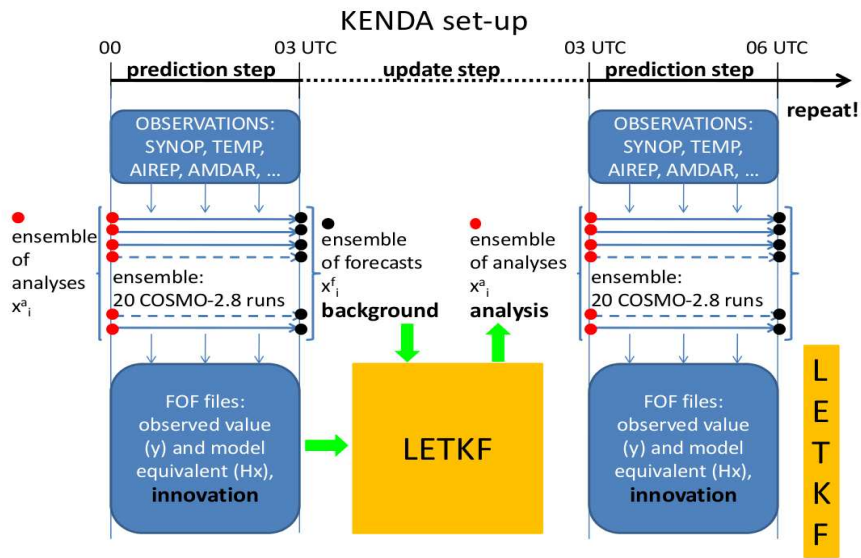 KENDA set-up
00
03 UTC
03 UTC
06 UTC
prediction step
update step
prediction step
repeat!
OBSERVATIONS:
SYNOP, TEMP,
AIREP, AMDAR, ...
OBSERVATIONS:
SYNOP, TEMP,
AIREP, AMDAR, ...
ensemble
of
analyses
xᵃᵢ
ensemble:
20 COSMO-2.8 runs
ensemble
of forecasts
xᶠᵢ
background
ensemble
of analyses
xᵃᵢ
analysis
ensemble:
20 COSMO-2.8 runs
FOF files:
observed value
(y) and model
equivalent (Hx),
innovation
LETKF
FOF files:
observed value
(y) and model
equivalent (Hx),
innovation
L
E
T
K
F